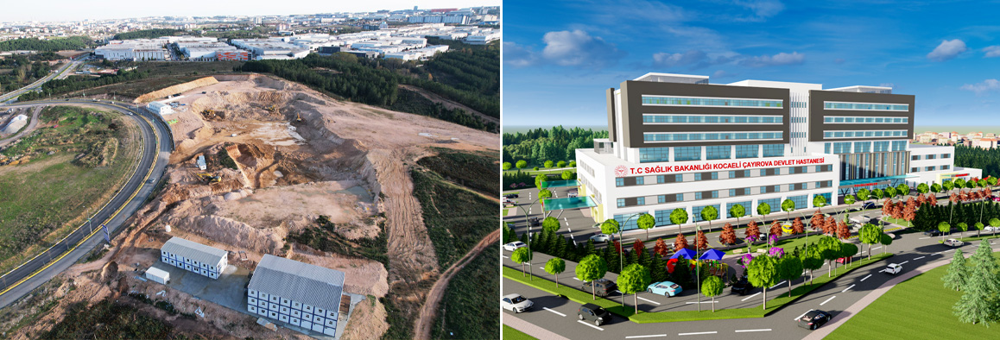 T.C SAĞLIK BAKANLIĞI KOCAELİ ÇAYIROVA DEVLET HASTANESİ